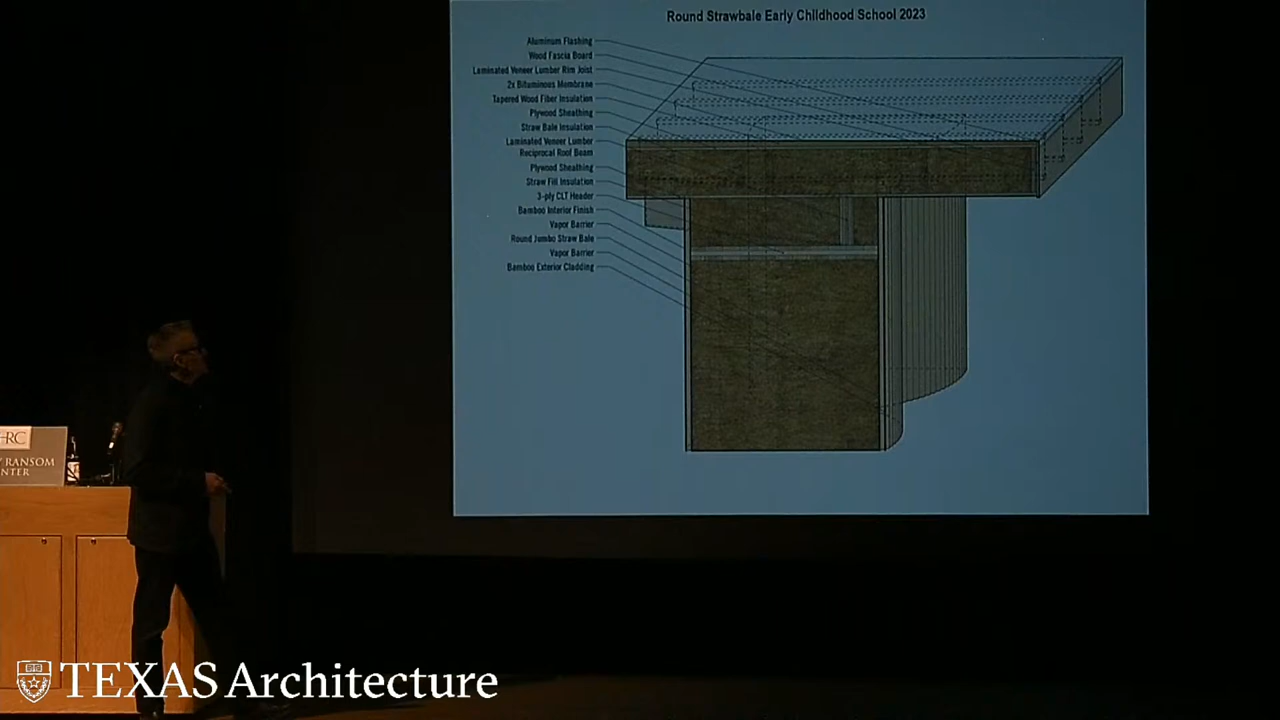 Round Strawbale Early Childhood School 2023
Aluminum Flashing
Wood Fascia Board
Laminated Veneer Lumber Rim Joist
2x Bituminous Membrane
Tapered Wood Fiber Insulation
Plywood Sheathing
Straw Bale Insulation
Laminated Veneer Lumber
Reciprocal Roof Beam
Plywood Sheathing
Straw Fill Insulation
3-ply CLT Header
Bamboo Interior Finish
Vapor Barrier
Round Jumbo Straw Bale
Vapor Barrier
Bamboo Exterior Cladding
HRC
RANSOM
NTER
TEXAS Architecture